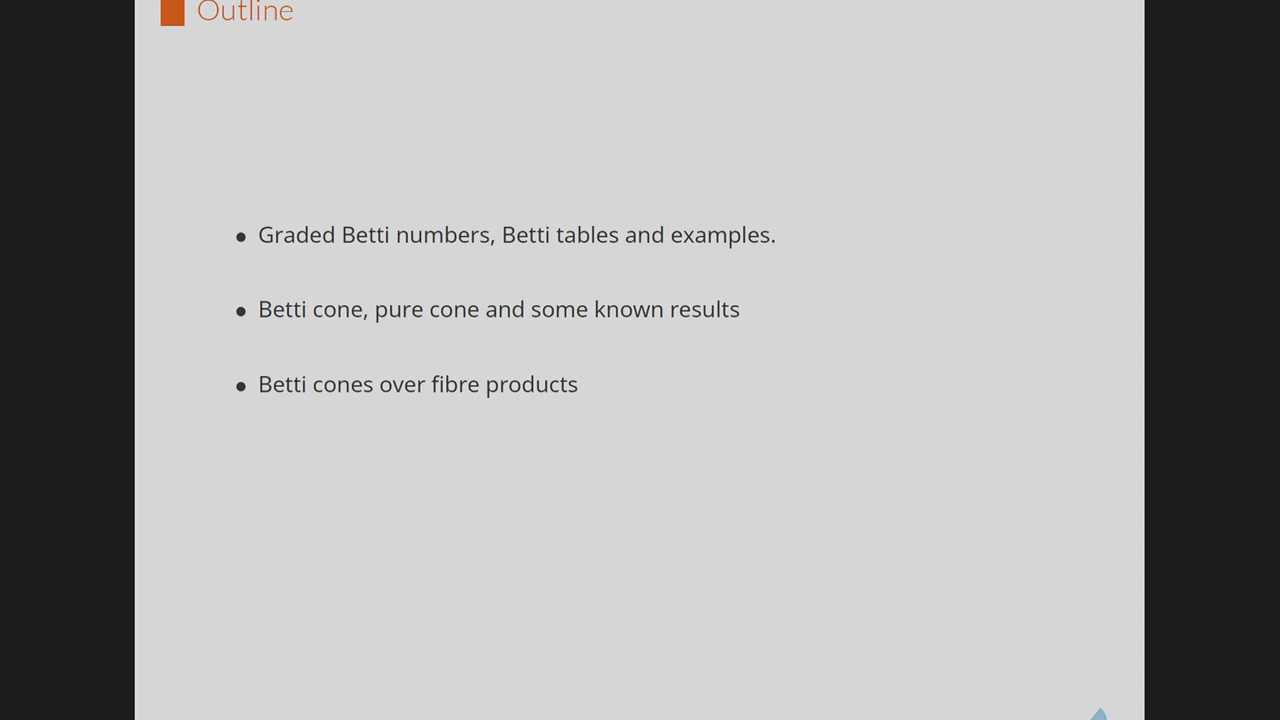 Outline
• Graded Betti numbers, Betti tables and examples.
• Betti cone, pure cone and some known results
• Betti cones over fibre products